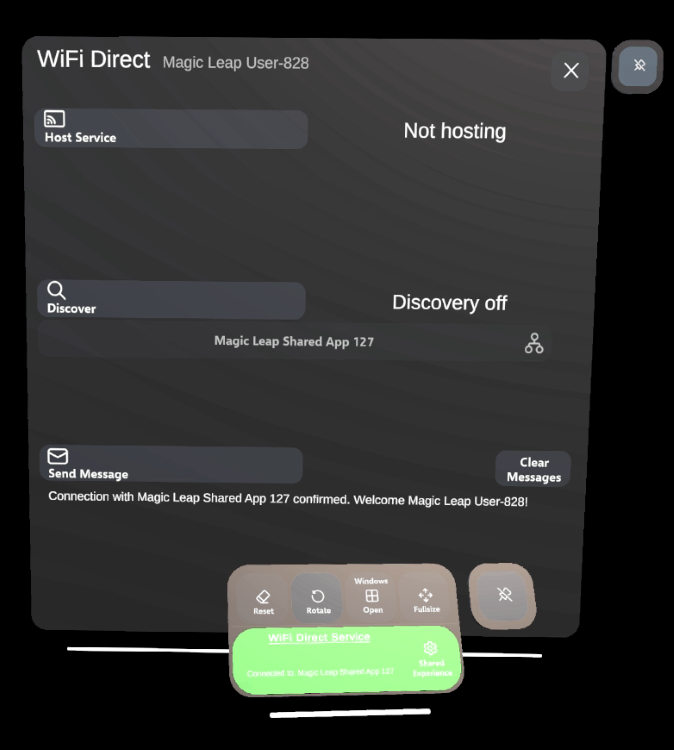 WiFi Direct Magic Leap User-828
Host Service
Not hosting
Discover
Discovery off
Magic Leap Shared App 127
Send Message
Clear
Messages
Connection with Magic Leap Shared App 127 confirmed. Welcome Magic Leap User-828!
Windows
Reset
Rotate
Open
Fullsize
WiFi Direct Service
Connected to: Magic Leap Shared App 127
Shared
Experience